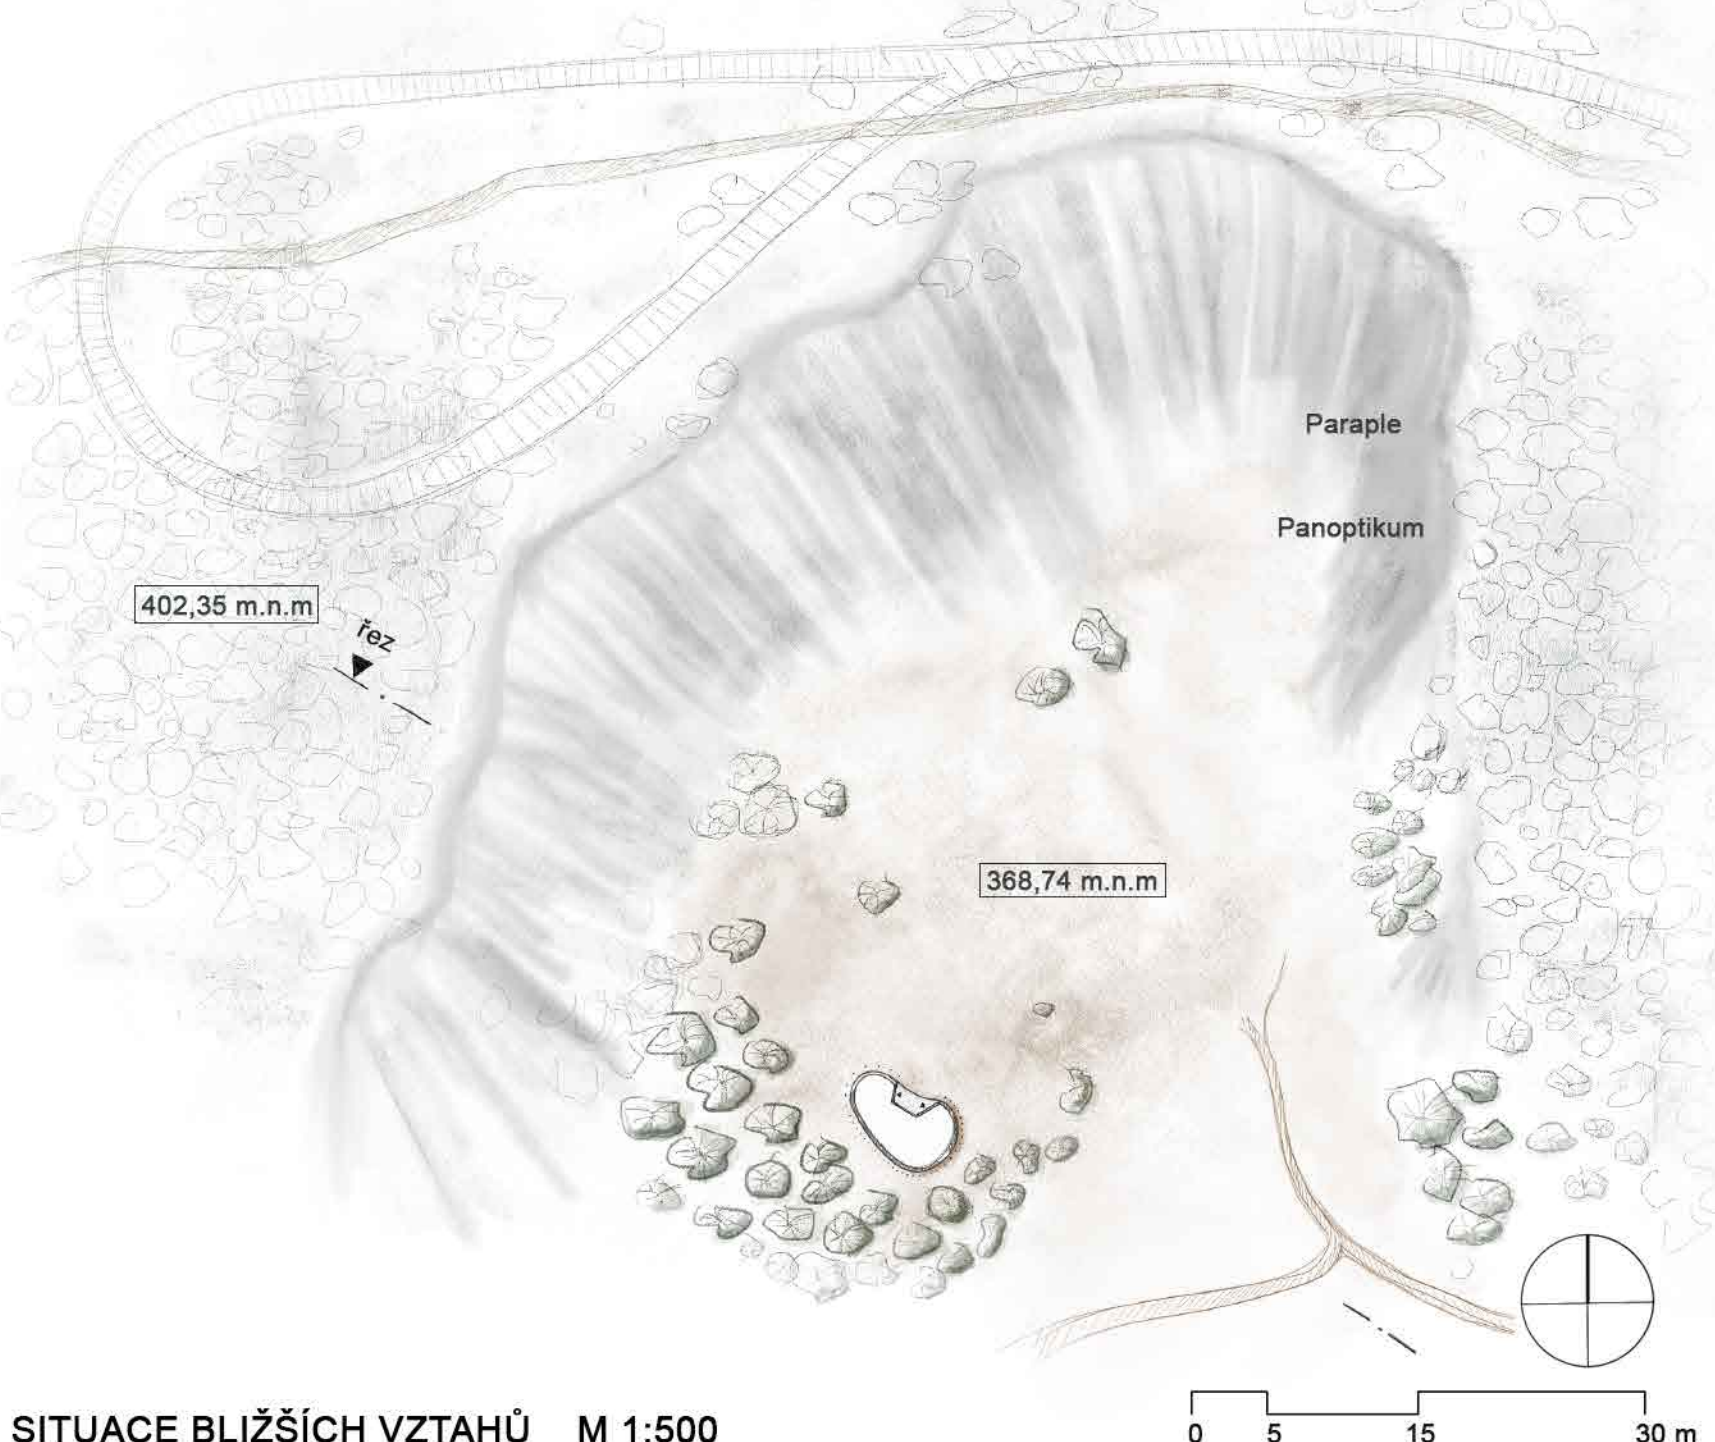 Paraple
Panoptikum
402,35 m.n.m
řez
368,74 m.n.m
SITUACE BLIŽŠÍCH VZTAHŮ M 1:500
0 5 15 30 m